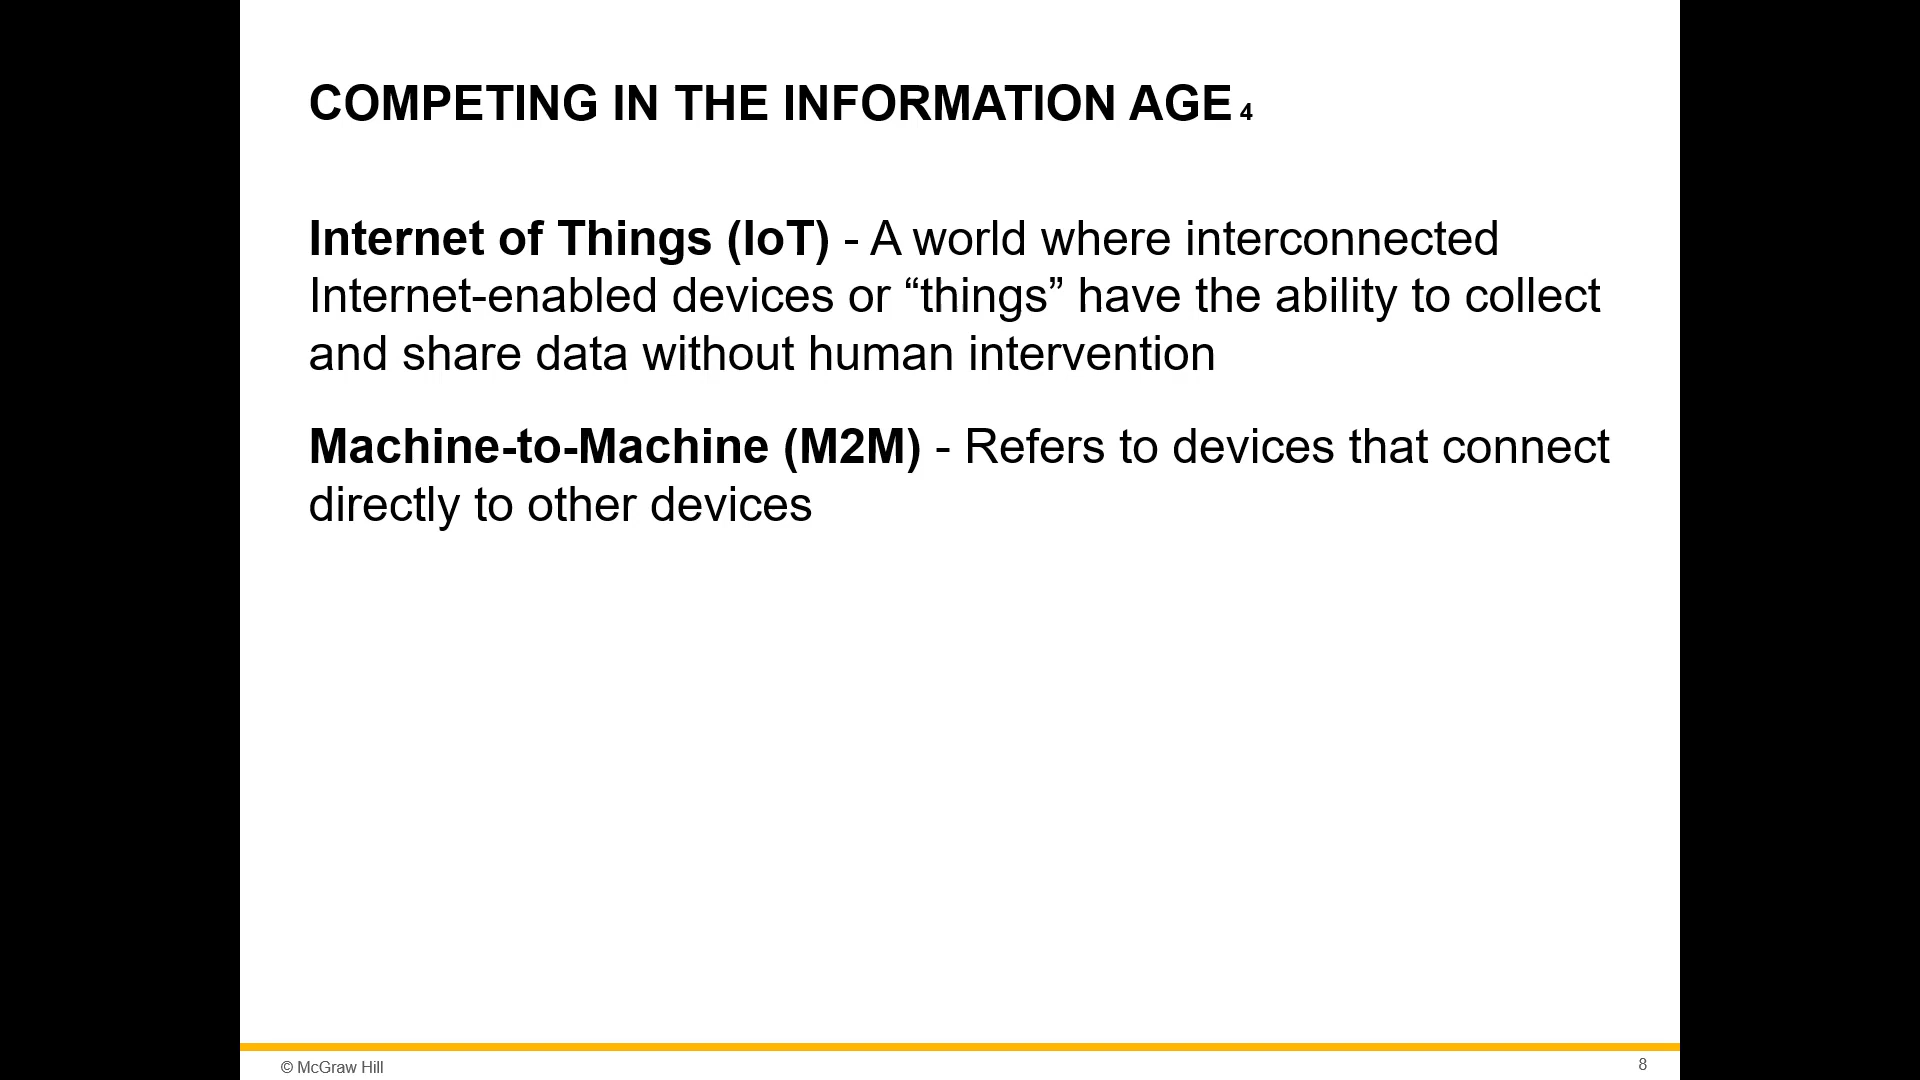 COMPETING IN THE INFORMATION AGE 4
Internet of Things (IoT) - A world where interconnected
Internet-enabled devices or “things” have the ability to collect
and share data without human intervention
Machine-to-Machine (M2M) - Refers to devices that connect
directly to other devices
© McGraw Hill
8